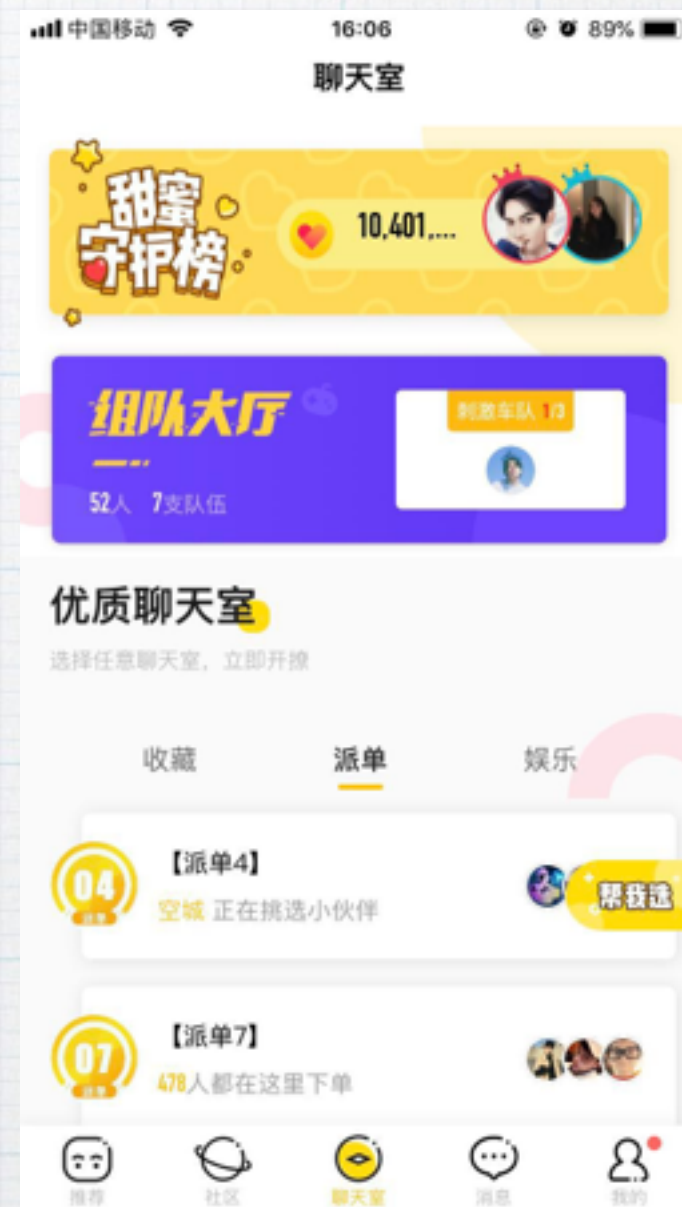 中国移动 16:06 89%
聊天室
甜蜜
守护榜
10,401,...
组队大厅
刺激车队 1/3
52人 7支队伍
优质聊天室
选择任意聊天室，立即开撩
收藏 派单 娱乐
04
派单
【派单4】
空城 正在挑选小伙伴
帮我选
07
派单
【派单7】
478人都在这里下单
推荐 社区 聊天室 消息 我的